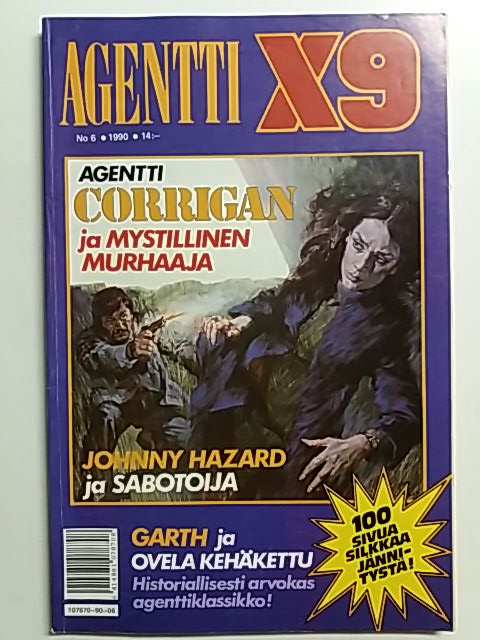 AGENTTI X9
No 6 ● 1990 ● 14:–
AGENTTI
CORRIGAN
ja MYSTILLINEN
MURHAAJA
JOHNNY HAZARD
ja SABOTOIJA
GARTH ja
OVELA KEHÄKETTU
Historiallisesti arvokas
agenttiklassikko!
100
SIVUA
SILKKAA
JÄNNI-
TYSTÄ!
107870-90-06